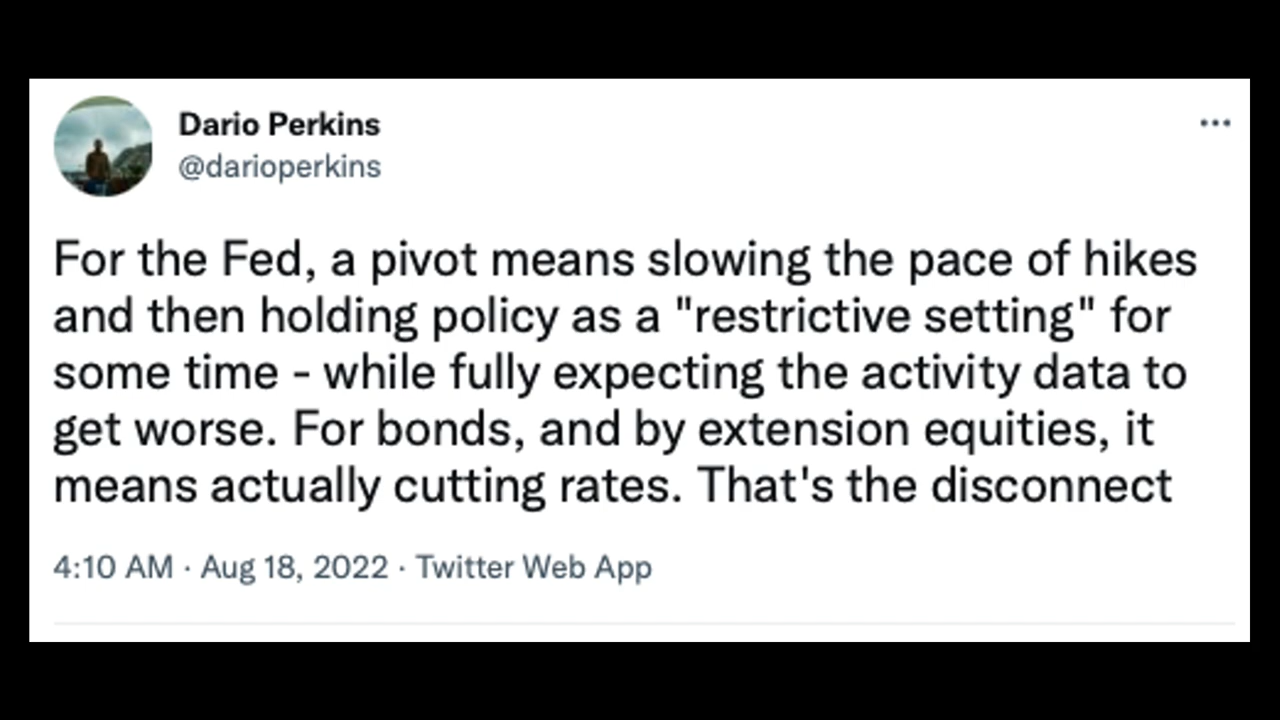 Dario Perkins
@darioperkins
For the Fed, a pivot means slowing the pace of hikes
and then holding policy as a "restrictive setting" for
some time - while fully expecting the activity data to
get worse. For bonds, and by extension equities, it
means actually cutting rates. That's the disconnect
4:10 AM · Aug 18, 2022 · Twitter Web App